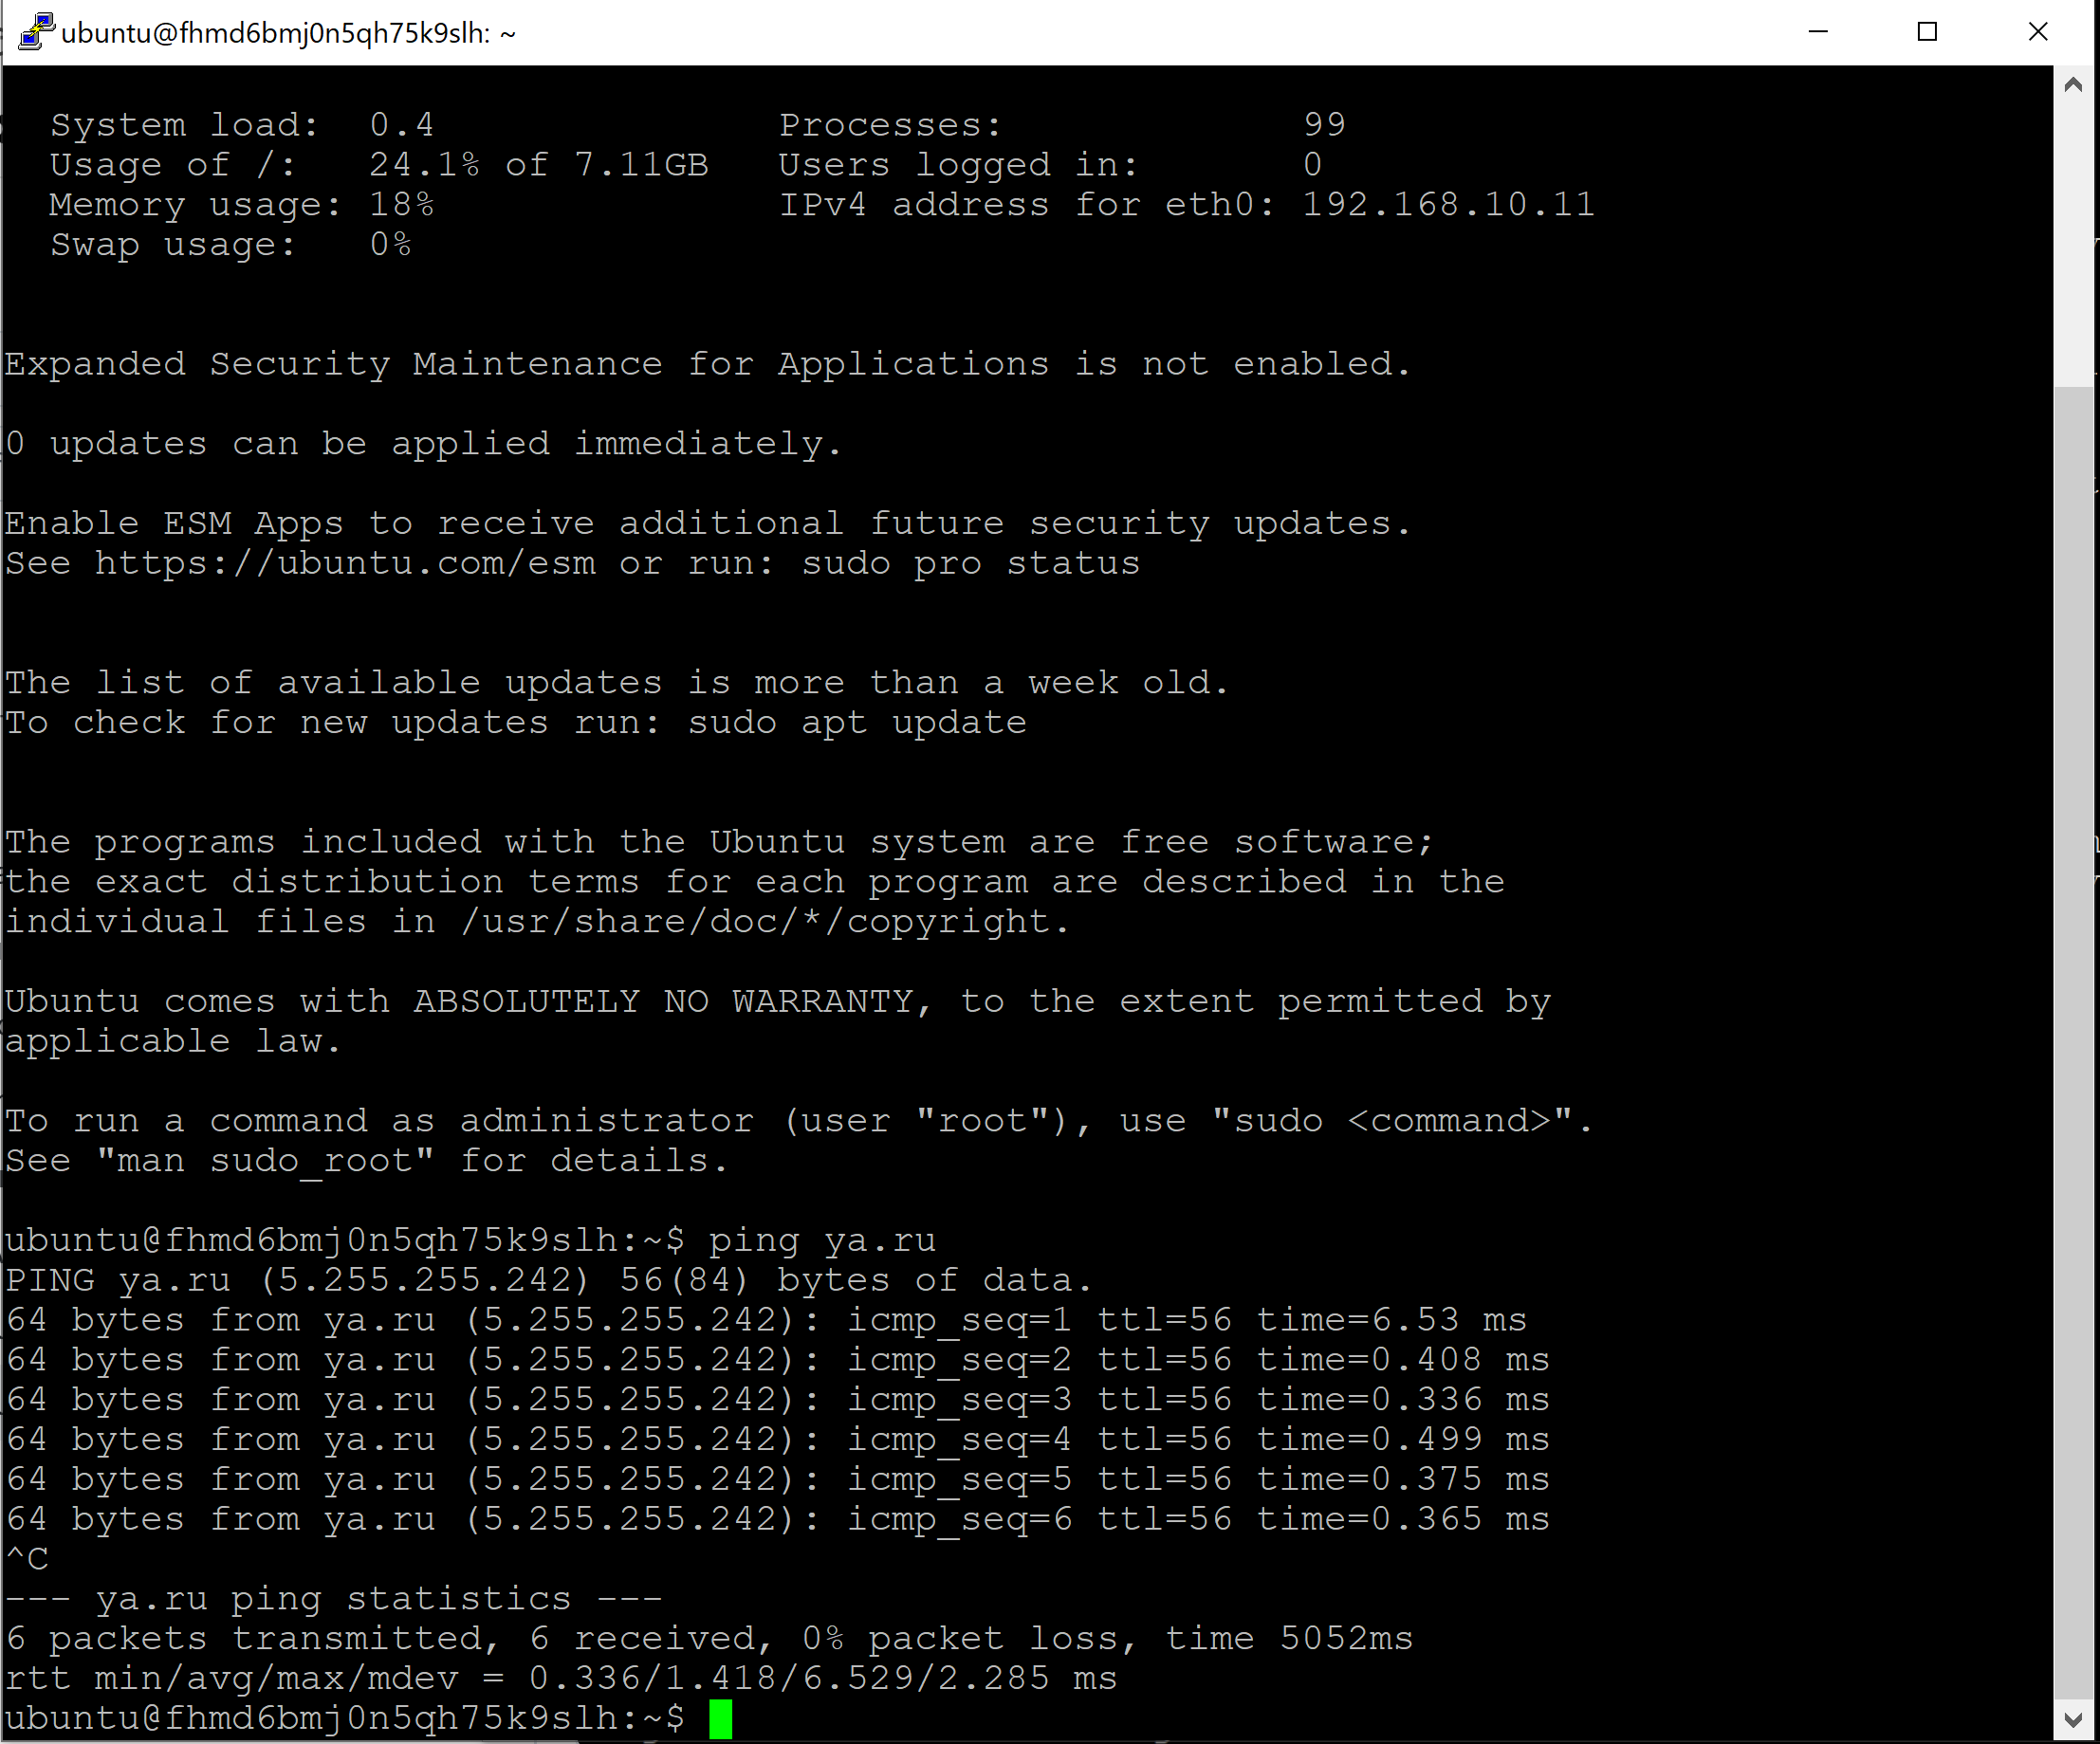 ubuntu@fhmd6bmj0n5qh75k9slh: ~
System load: 0.4 Processes: 99
Usage of /: 24.1% of 7.11GB Users logged in: 0
Memory usage: 18% IPv4 address for eth0: 192.168.10.11
Swap usage: 0%
Expanded Security Maintenance for Applications is not enabled.
0 updates can be applied immediately.
Enable ESM Apps to receive additional future security updates.
See https://ubuntu.com/esm or run: sudo pro status
The list of available updates is more than a week old.
To check for new updates run: sudo apt update
The programs included with the Ubuntu system are free software;
the exact distribution terms for each program are described in the
individual files in /usr/share/doc/*/copyright.
Ubuntu comes with ABSOLUTELY NO WARRANTY, to the extent permitted by
applicable law.
To run a command as administrator (user "root"), use "sudo <command>".
See "man sudo_root" for details.
ubuntu@fhmd6bmj0n5qh75k9slh:~$ ping ya.ru
PING ya.ru (5.255.255.242) 56(84) bytes of data.
64 bytes from ya.ru (5.255.255.242): icmp_seq=1 ttl=56 time=6.53 ms
64 bytes from ya.ru (5.255.255.242): icmp_seq=2 ttl=56 time=0.408 ms
64 bytes from ya.ru (5.255.255.242): icmp_seq=3 ttl=56 time=0.336 ms
64 bytes from ya.ru (5.255.255.242): icmp_seq=4 ttl=56 time=0.499 ms
64 bytes from ya.ru (5.255.255.242): icmp_seq=5 ttl=56 time=0.375 ms
64 bytes from ya.ru (5.255.255.242): icmp_seq=6 ttl=56 time=0.365 ms
^C
--- ya.ru ping statistics ---
6 packets transmitted, 6 received, 0% packet loss, time 5052ms
rtt min/avg/max/mdev = 0.336/1.418/6.529/2.285 ms
ubuntu@fhmd6bmj0n5qh75k9slh:~$